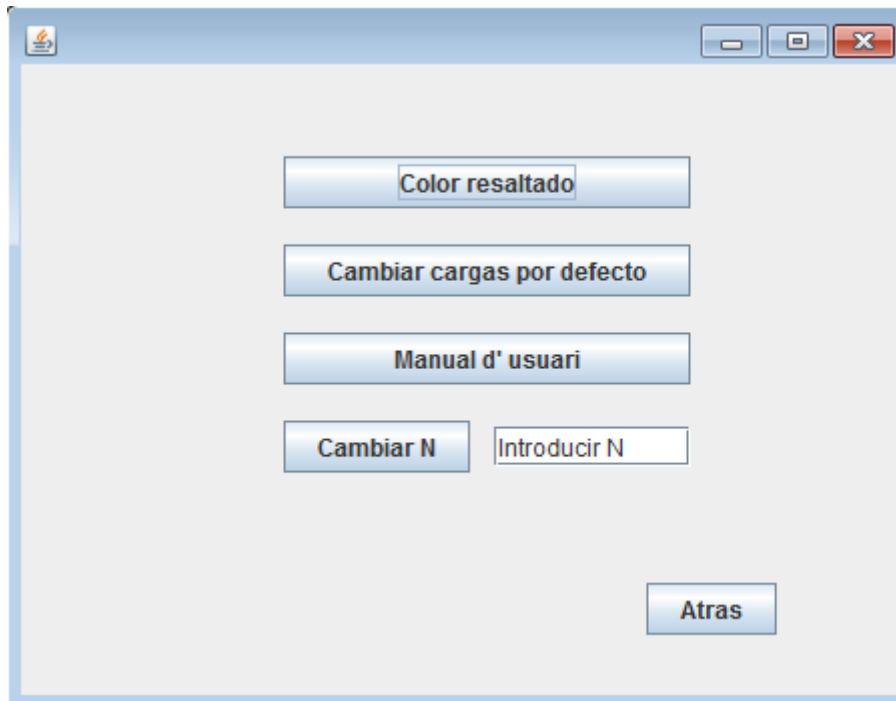 Color resaltado
Cambiar cargas por defecto
Manual d' usuari
Cambiar N
Introducir N
Atras